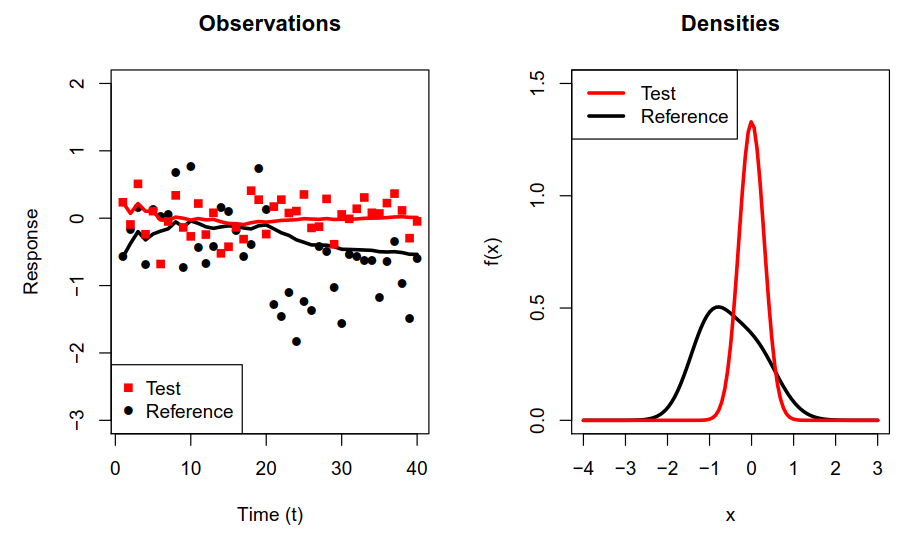 Observations
Response
2
1
0
−1
−2
−3
Test
Reference
0 10 20 30 40
Time (t)
Densities
f(x)
1.5
1.0
0.5
0.0
Test
Reference
−4 −3 −2 −1 0 1 2 3
x